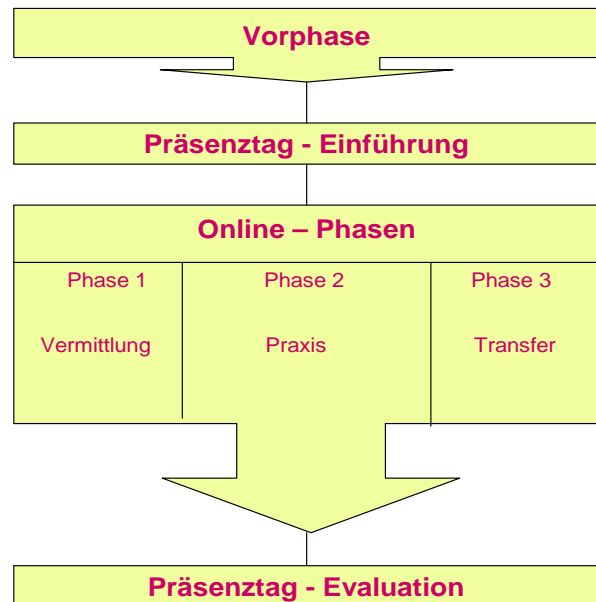 Vorphase
Präsenztag - Einführung
Online – Phasen
Phase 1
Vermittlung
Phase 2
Praxis
Phase 3
Transfer
Präsenztag - Evaluation